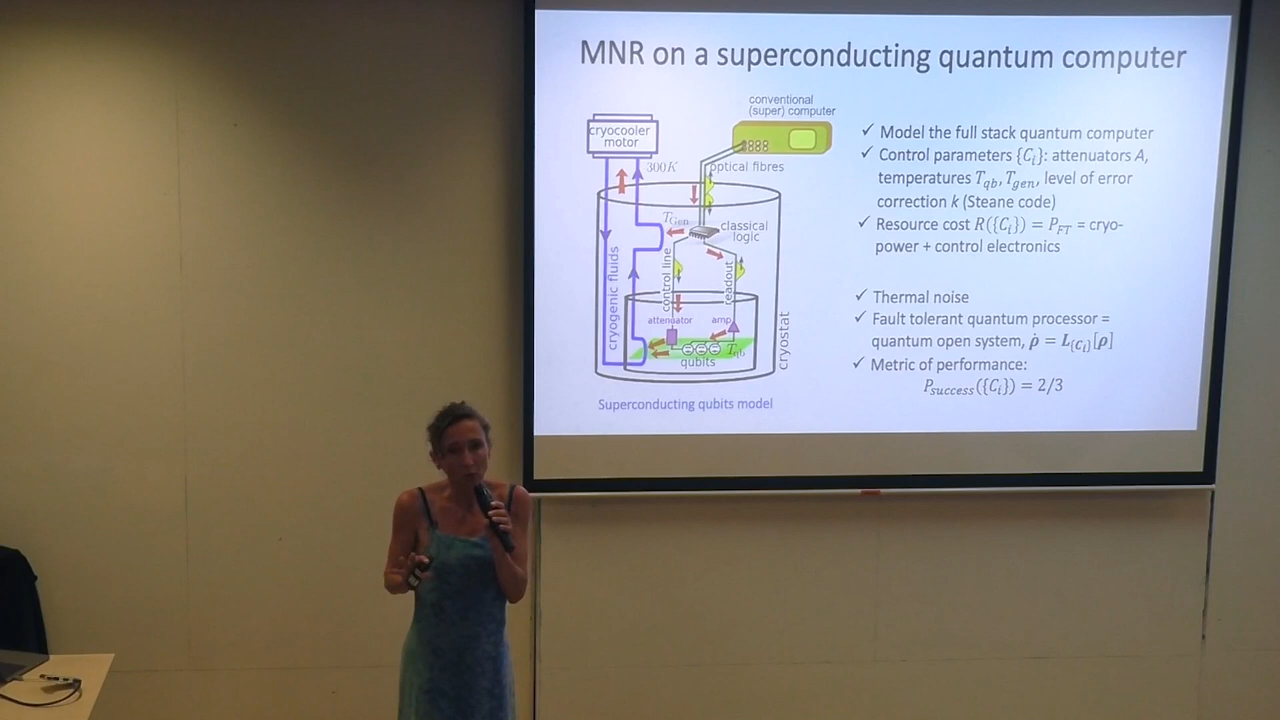 MNR on a superconducting quantum computer
conventional
(super) computer
cryocooler
motor
300K
optical fibres
T_Gen
classical
logic
cryogenic fluids
control line
readout
attenuator
amp
T_qb
qubits
cryostat
Superconducting qubits model
✓ Model the full stack quantum computer
✓ Control parameters {C_i}: attenuators A,
temperatures T_qb, T_gen, level of error
correction k (Steane code)
✓ Resource cost R({C_i}) = P_FT = cryo-
power + control electronics
✓ Thermal noise
✓ Fault tolerant quantum processor =
quantum open system, ρ̇ = L_{C_i}[ρ]
✓ Metric of performance:
P_success({C_i}) = 2/3